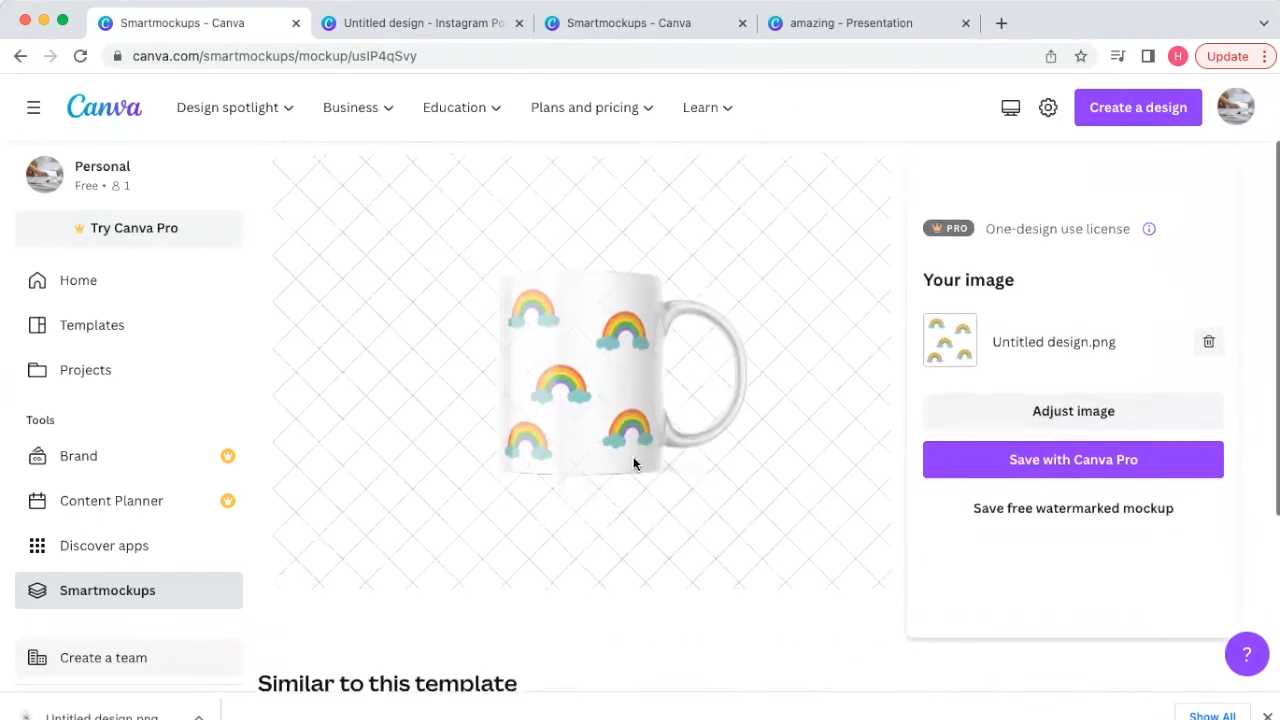 Smartmockups - Canva
Untitled design - Instagram Po
Smartmockups - Canva
amazing - Presentation
canva.com/smartmockups/mockup/usIP4qSvy
H
Update
Canva
Design spotlight
Business
Education
Plans and pricing
Learn
Create a design
Personal
Free • 1
Try Canva Pro
Home
Templates
Projects
Tools
Brand
Content Planner
Discover apps
Smartmockups
Create a team
PRO One-design use license
Your image
Untitled design.png
Adjust image
Save with Canva Pro
Save free watermarked mockup
?
Similar to this template
Untitled design.png
Show All